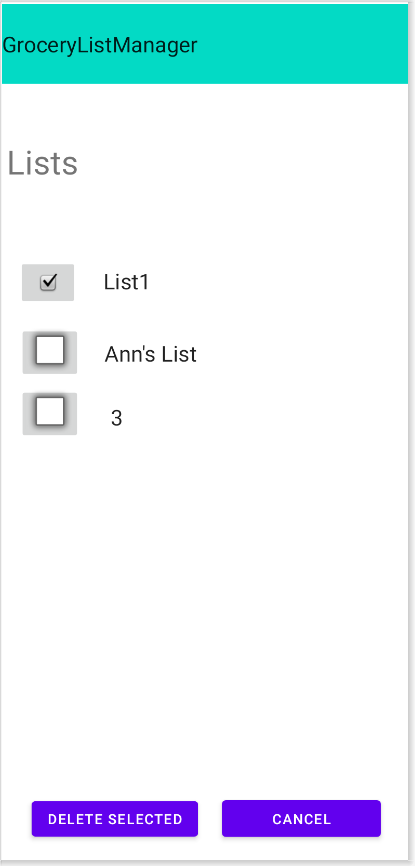 GroceryListManager
Lists
List1
Ann's List
3
DELETE SELECTED
CANCEL